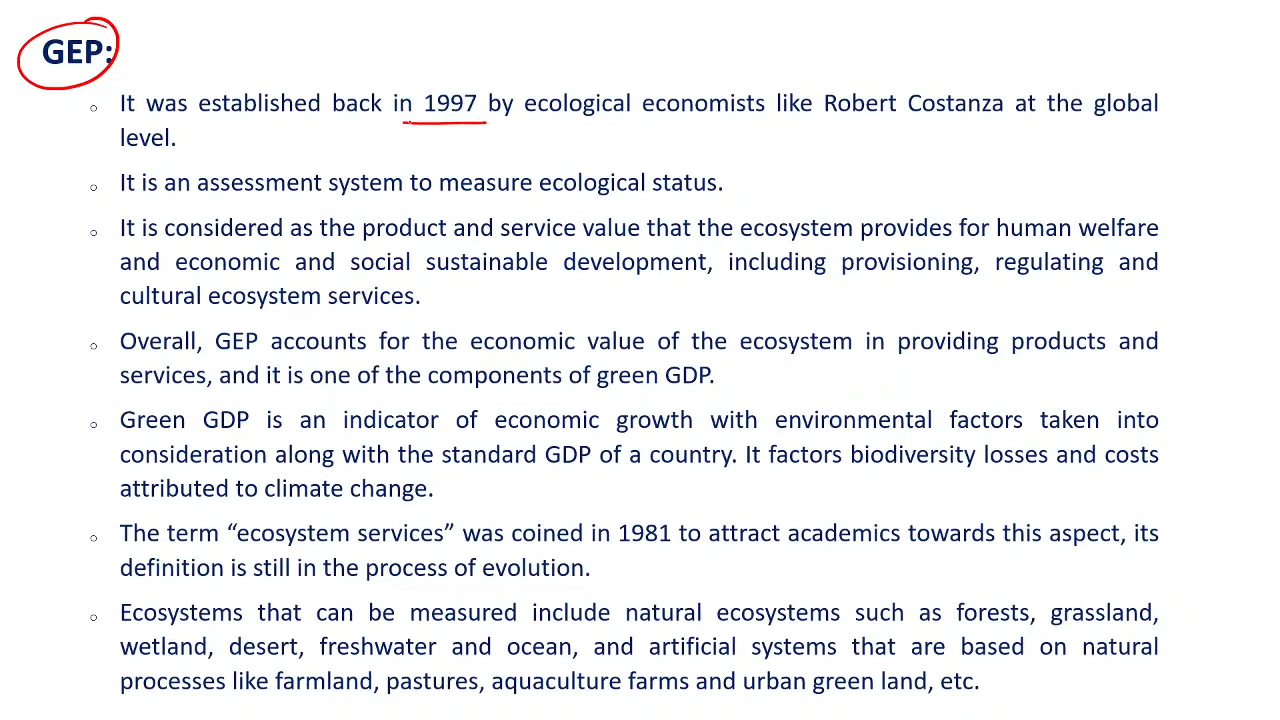 GEP:
○ It was established back in 1997 by ecological economists like Robert Costanza at the global
level.
○ It is an assessment system to measure ecological status.
○ It is considered as the product and service value that the ecosystem provides for human welfare
and economic and social sustainable development, including provisioning, regulating and
cultural ecosystem services.
○ Overall, GEP accounts for the economic value of the ecosystem in providing products and
services, and it is one of the components of green GDP.
○ Green GDP is an indicator of economic growth with environmental factors taken into
consideration along with the standard GDP of a country. It factors biodiversity losses and costs
attributed to climate change.
○ The term “ecosystem services” was coined in 1981 to attract academics towards this aspect, its
definition is still in the process of evolution.
○ Ecosystems that can be measured include natural ecosystems such as forests, grassland,
wetland, desert, freshwater and ocean, and artificial systems that are based on natural
processes like farmland, pastures, aquaculture farms and urban green land, etc.